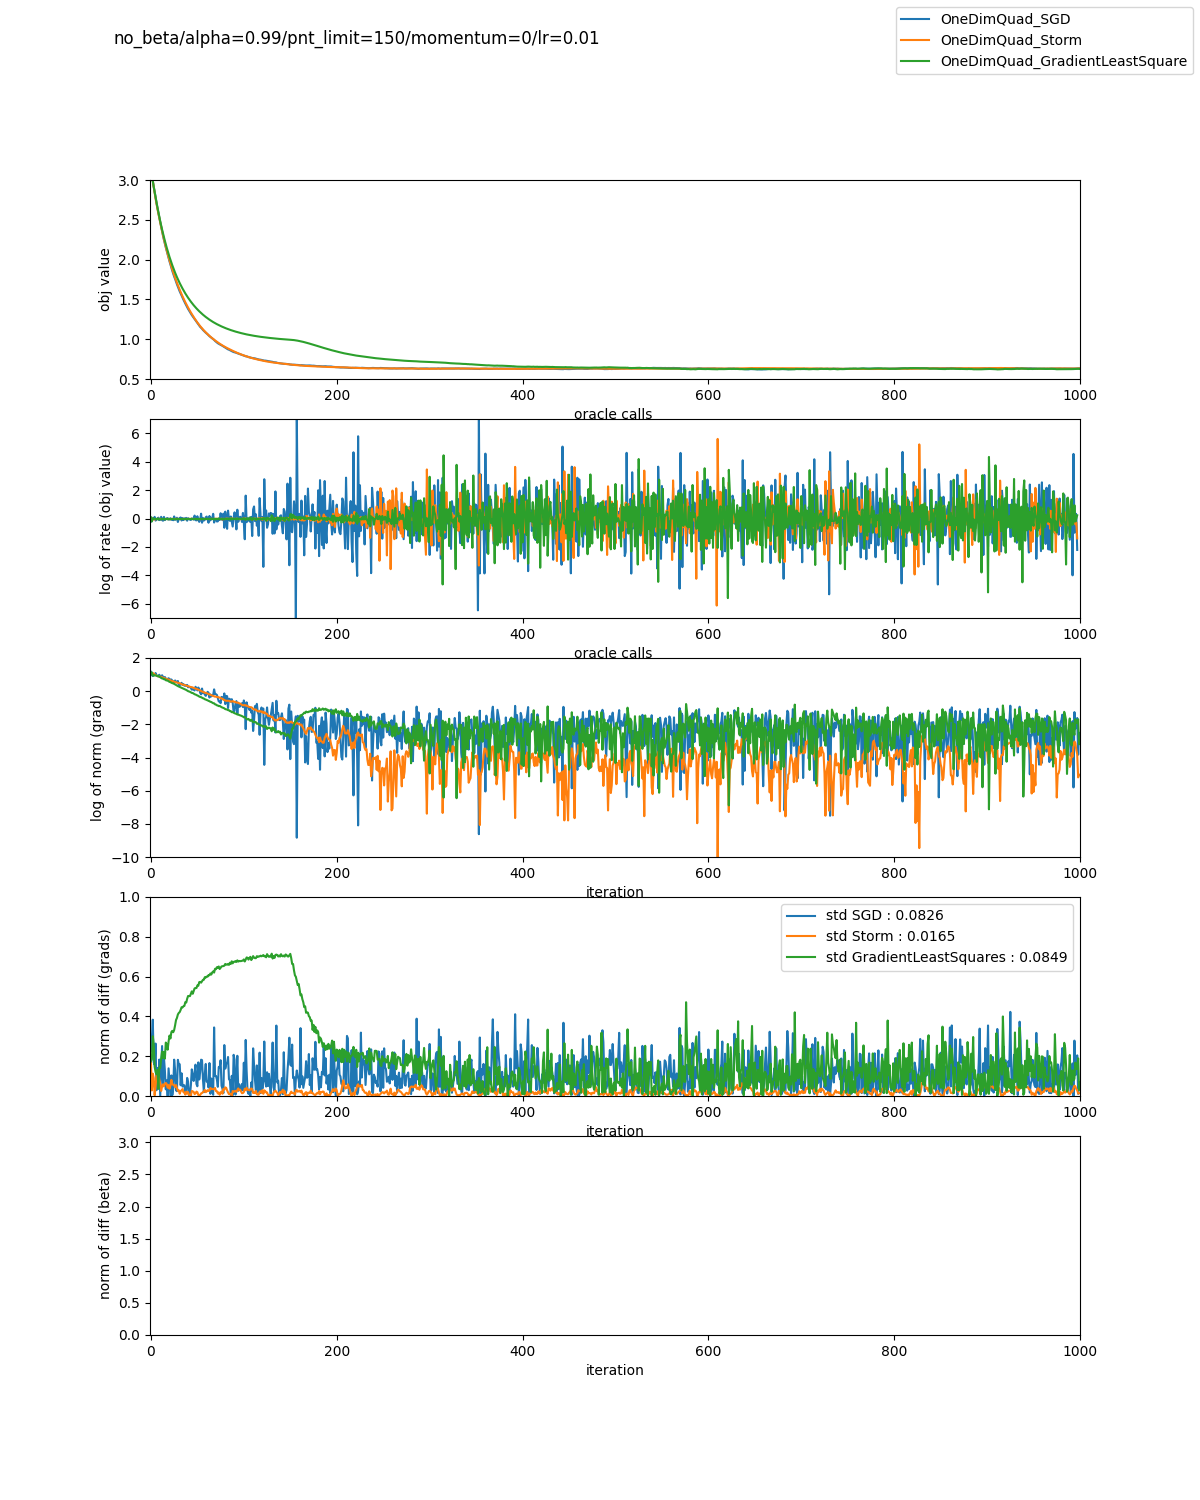 no_beta/alpha=0.99/pnt_limit=150/momentum=0/lr=0.01
OneDimQuad_SGD
OneDimQuad_Storm
OneDimQuad_GradientLeastSquare
obj value
3.0
2.5
2.0
1.5
1.0
0.5
0 200 400 600 800 1000
oracle calls
log of rate (obj value)
6
4
2
0
−2
−4
−6
0 200 400 600 800 1000
oracle calls
log of norm (grad)
2
0
−2
−4
−6
−8
−10
0 200 400 600 800 1000
iteration
norm of diff (grads)
1.0
0.8
0.6
0.4
0.2
0.0
std SGD : 0.0826
std Storm : 0.0165
std GradientLeastSquares : 0.0849
0 200 400 600 800 1000
iteration
norm of diff (beta)
3.0
2.5
2.0
1.5
1.0
0.5
0.0
0 200 400 600 800 1000
iteration